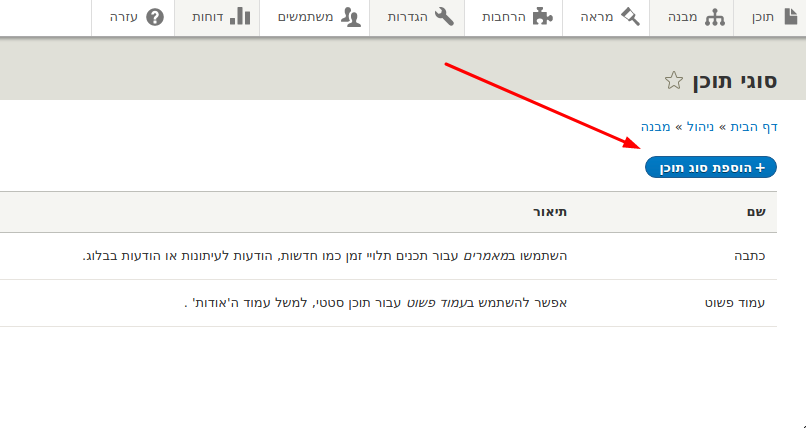 תוכן מבנה מראה הרחבות הגדרות משתמשים דוחות עזרה
סוגי תוכן
דף הבית » ניהול » מבנה
+ הוספת סוג תוכן
שם תיאור
כתבה השתמשו במאמרים עבור תכנים תלויי זמן כמו חדשות, הודעות לעיתונות או הודעות בבלוג.
עמוד פשוט אפשר להשתמש בעמוד פשוט עבור תוכן סטטי, למשל עמוד ה'אודות' .